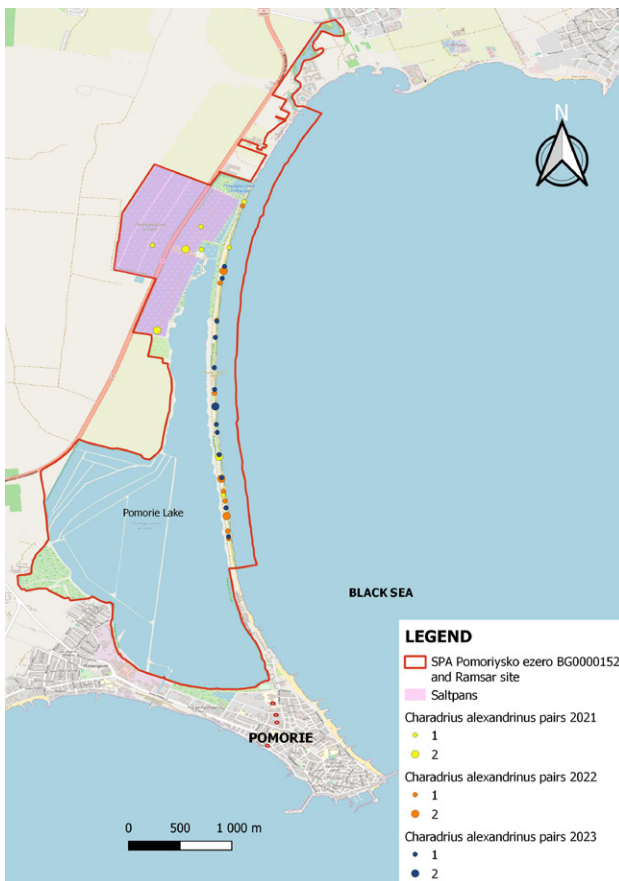 N
Pomorie Lake
BLACK SEA
POMORIE
0 500 1 000 m
LEGEND
SPA Pomoriysko ezero BG0000152
and Ramsar site
Saltpans
Charadrius alexandrinus pairs 2021
1
2
Charadrius alexandrinus pairs 2022
1
2
Charadrius alexandrinus pairs 2023
1
2